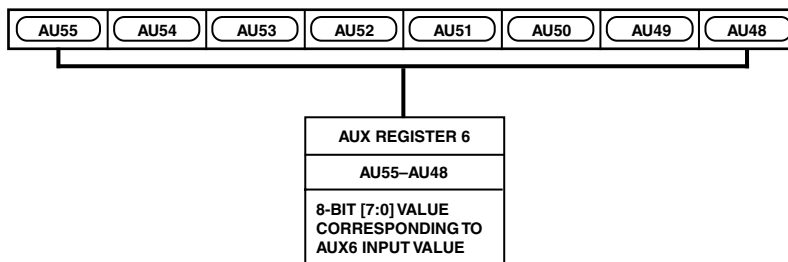 AU55 AU54 AU53 AU52 AU51 AU50 AU49 AU48
AUX REGISTER 6
AU55–AU48
8-BIT [7:0] VALUE
CORRESPONDING TO
AUX6 INPUT VALUE